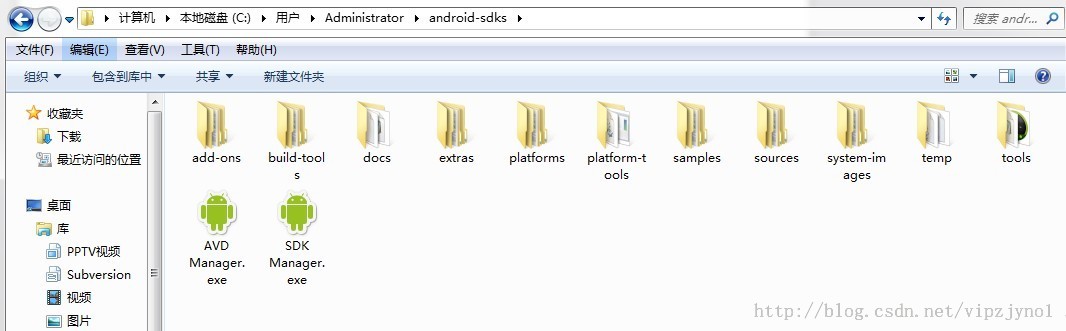 计算机 本地磁盘 (C:) 用户 Administrator android-sdks 搜索 andr...
文件(F) 编辑(E) 查看(V) 工具(T) 帮助(H)
组织 包含到库中 共享 新建文件夹
收藏夹
下载
最近访问的位置
桌面
库
PPTV视频
Subversion
视频
图片
add-ons
build-tool
s
docs
extras
platforms
platform-t
ools
samples
sources
system-im
ages
temp
tools
AVD
Manager.
exe
SDK
Manager.
exe
http://blog.csdn.net/vipzjyno1